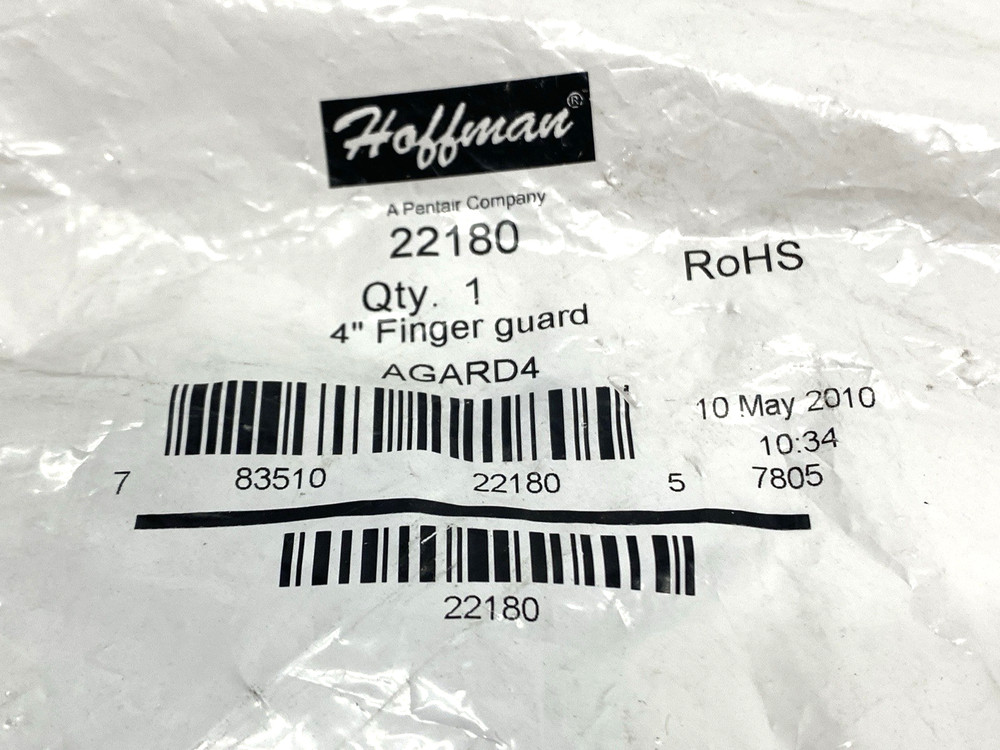 Hoffman®
A Pentair Company
22180
RoHS
Qty. 1
4" Finger guard
AGARD4
10 May 2010
10:34
7 83510 22180 5
7805
22180